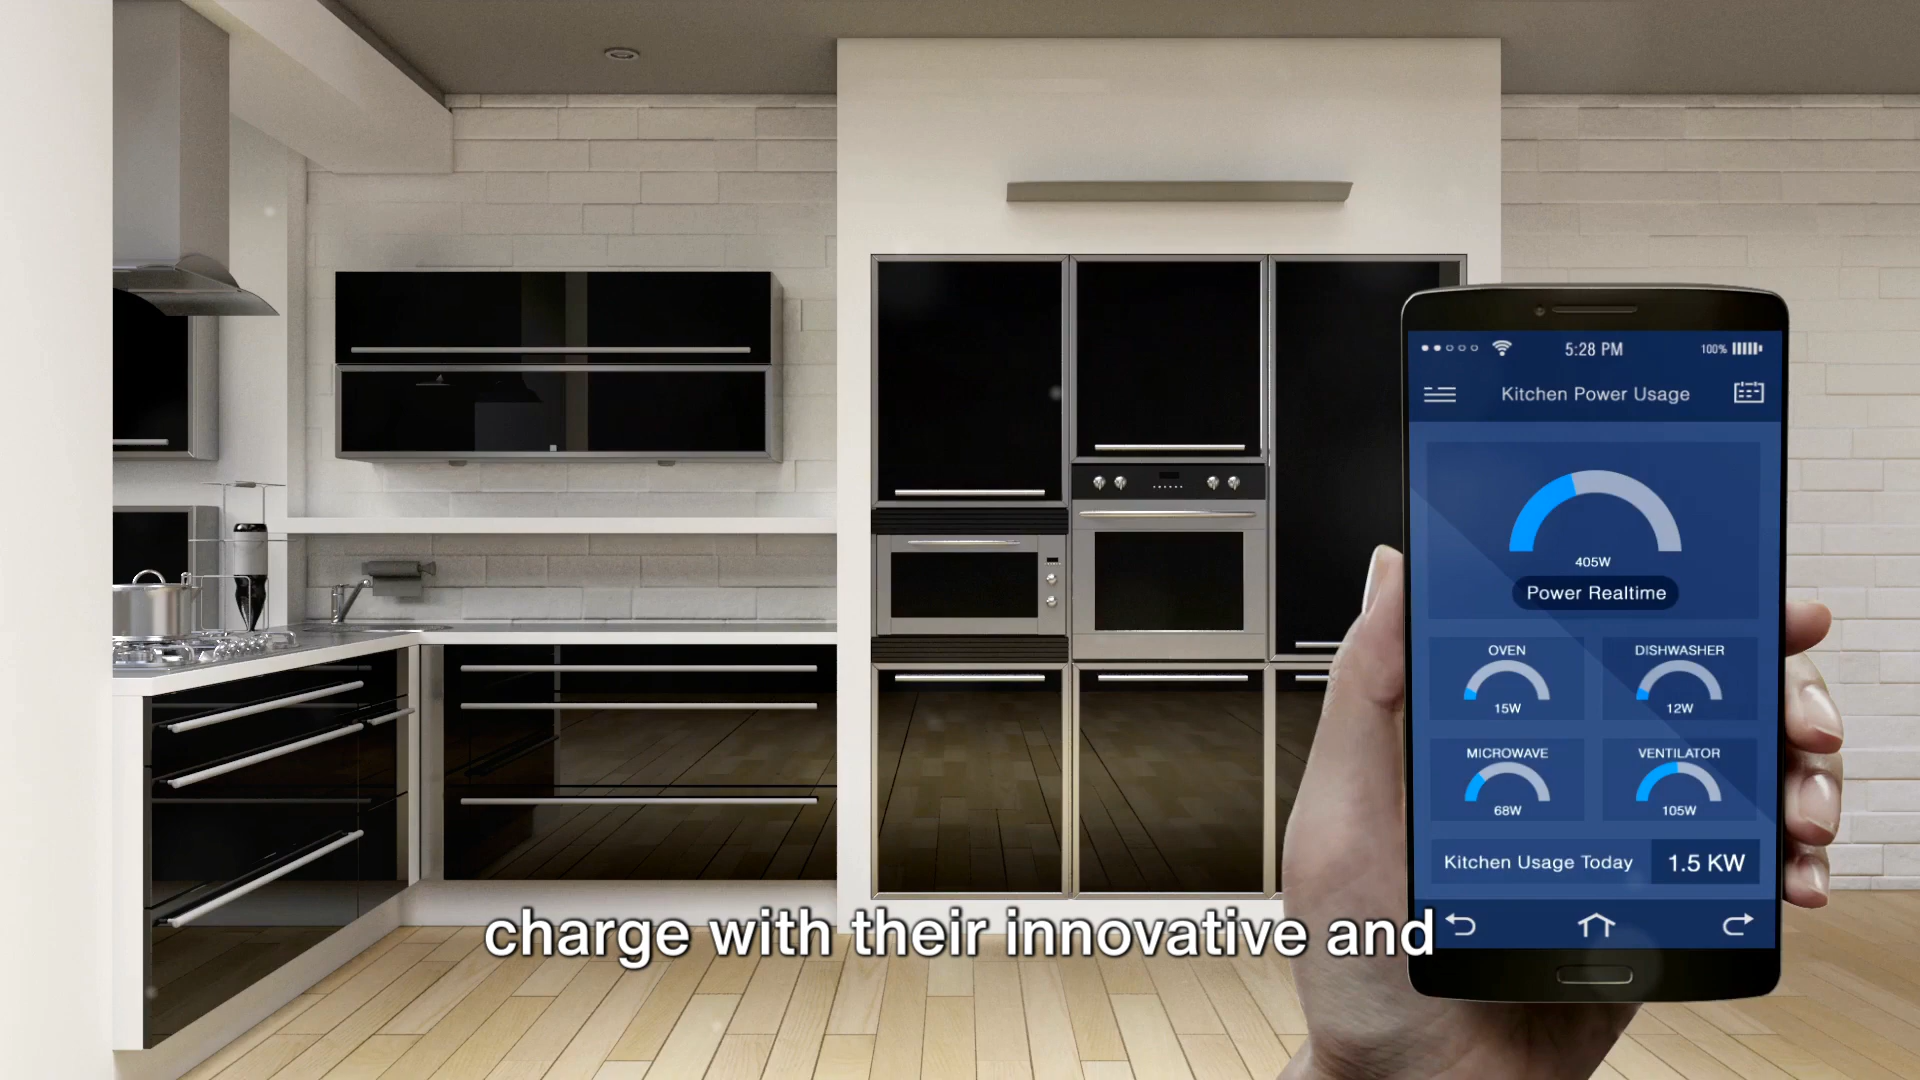 5:28 PM
100%
Kitchen Power Usage
405W
Power Realtime
OVEN
15W
DISHWASHER
12W
MICROWAVE
68W
VENTILATOR
105W
Kitchen Usage Today 1.5 KW
charge with their innovative and